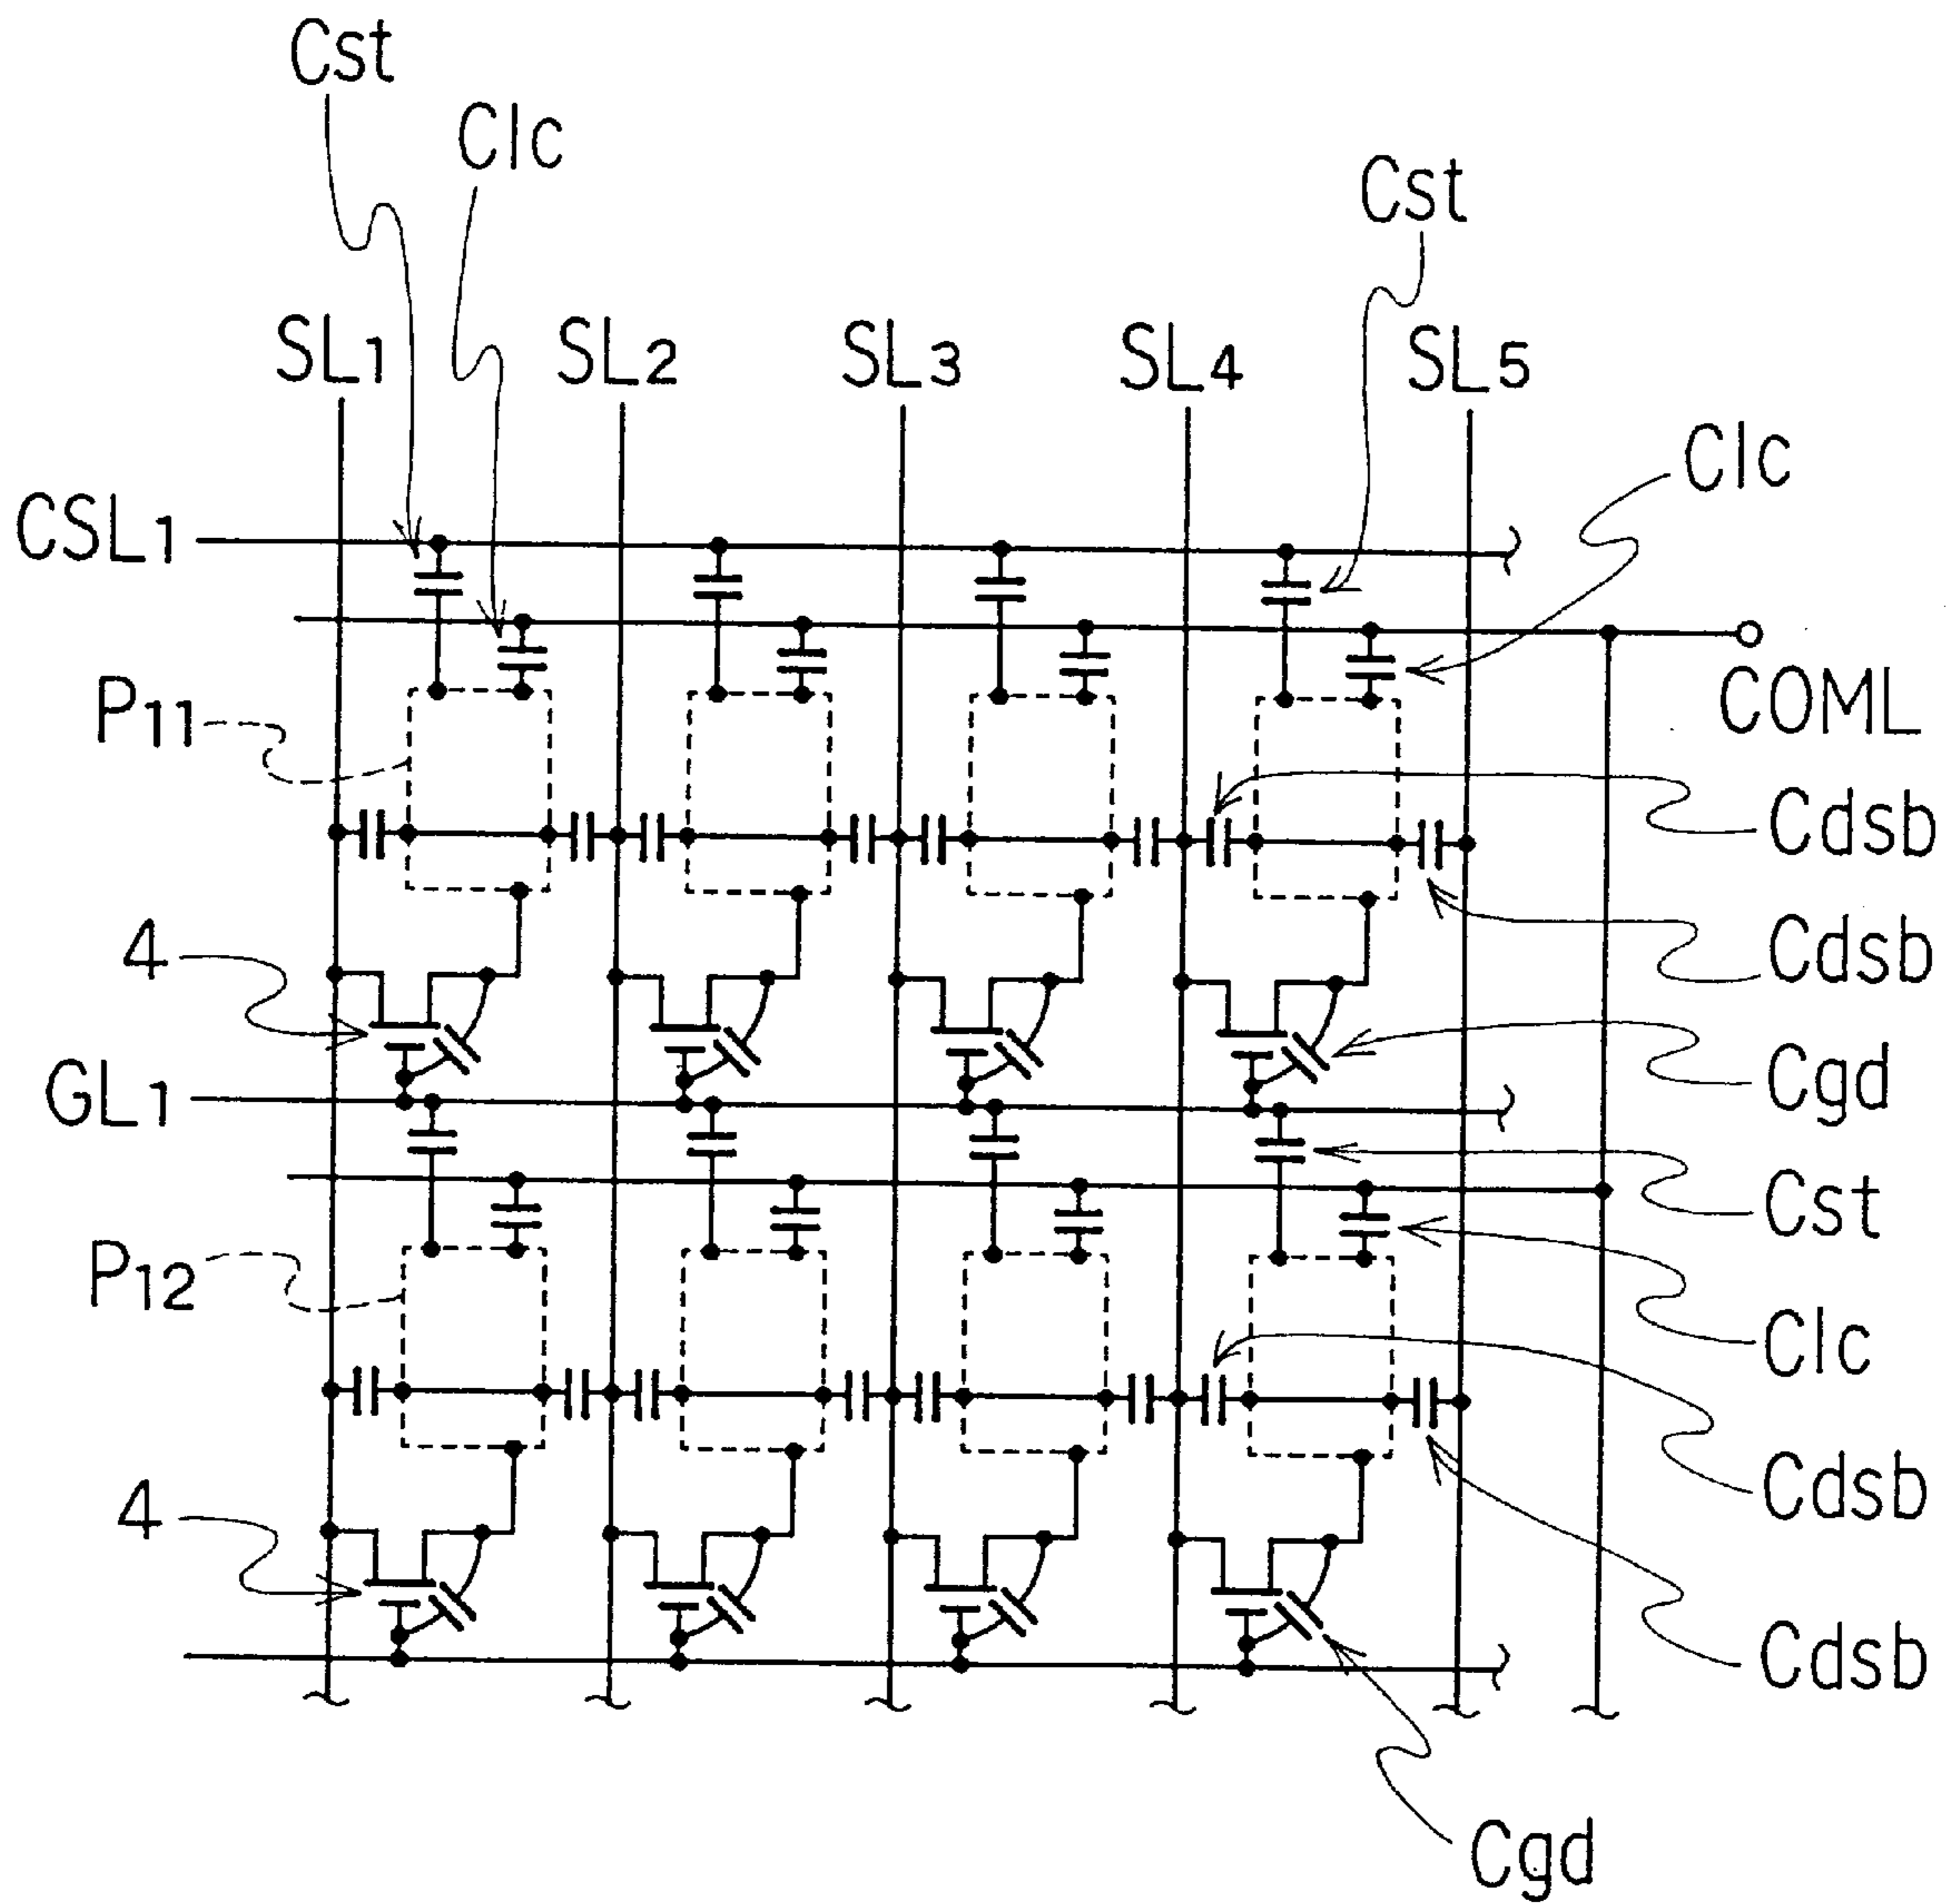 Cst
Clc
Cst
SL1 SL2 SL3 SL4 SL5
Clc
CSL1
P11
COML
Cdsb
4
Cdsb
GL1
Cgd
Cst
P12
Clc
4
Cdsb
Cdsb
Cgd